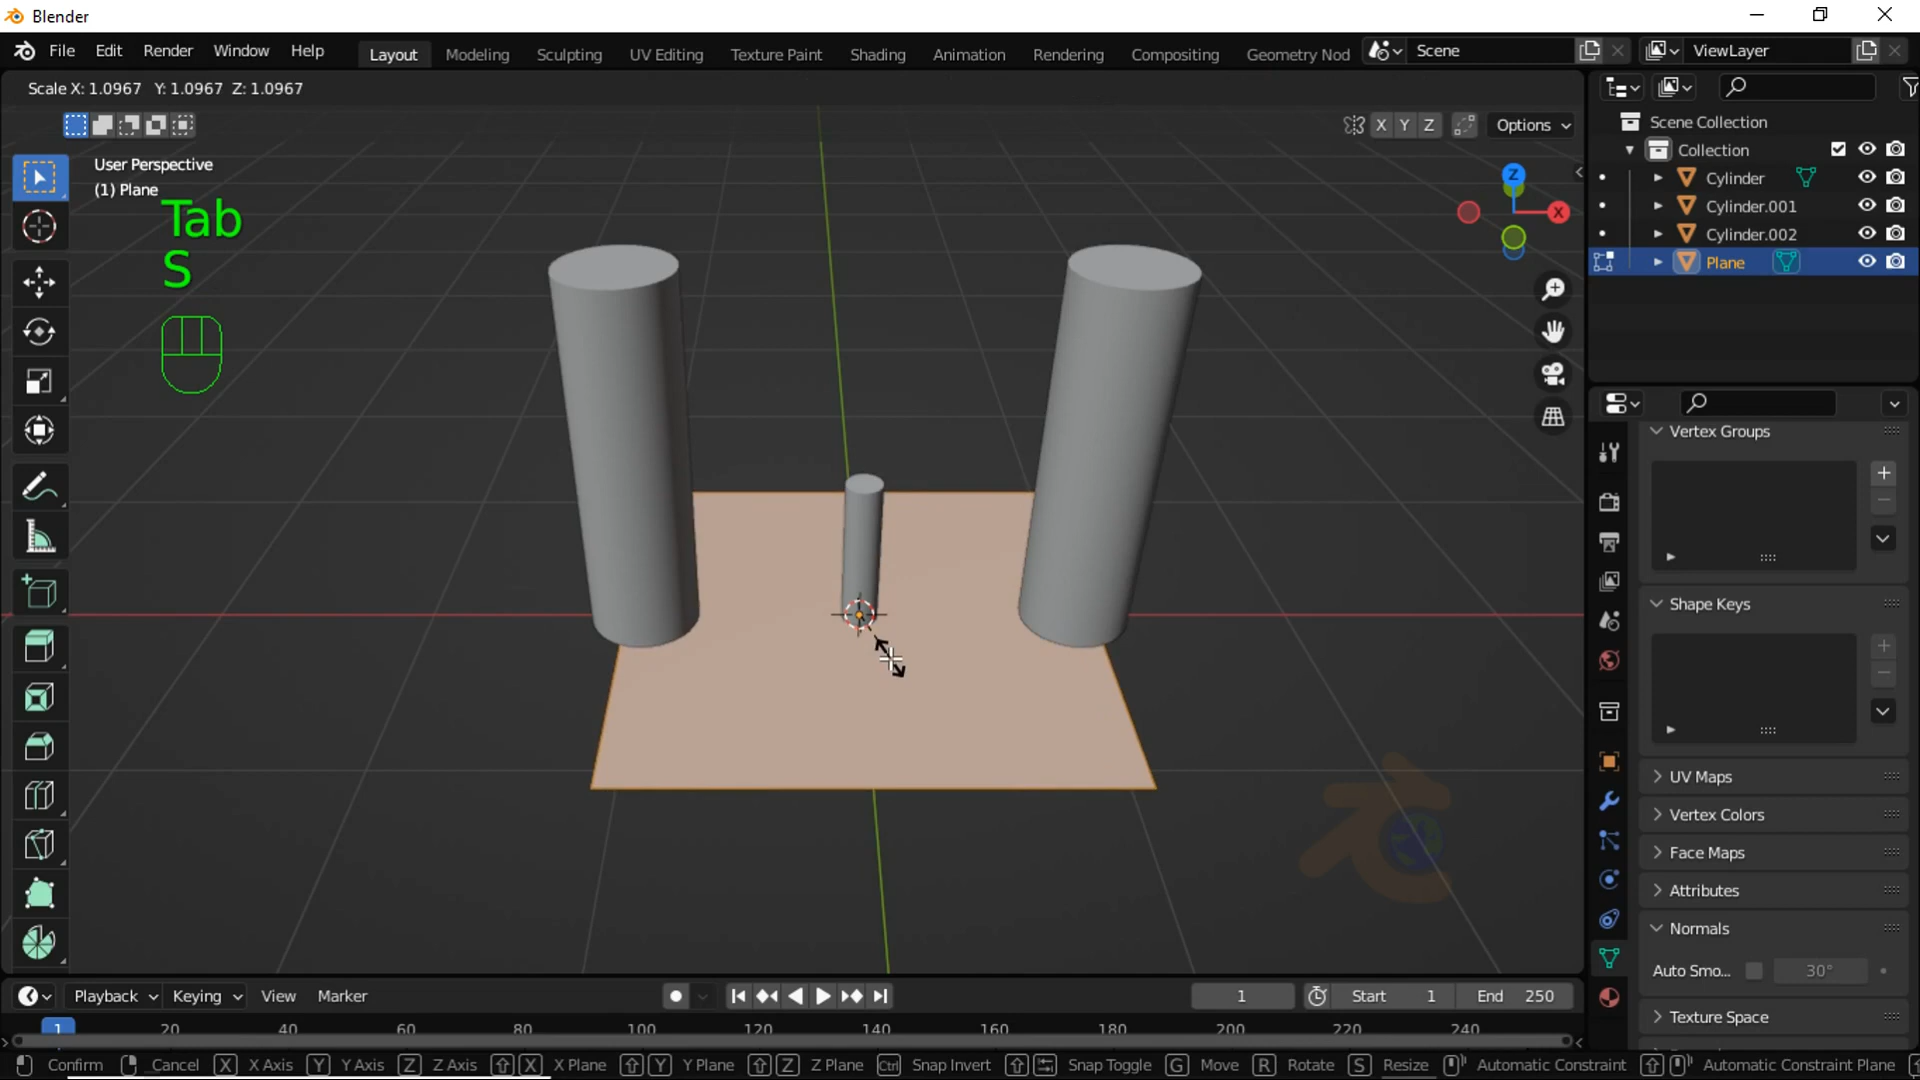 Blender
File Edit Render Window Help Layout Modeling Sculpting UV Editing Texture Paint Shading Animation Rendering Compositing Geometry Nod Scene ViewLayer
Scale X: 1.0967 Y: 1.0967 Z: 1.0967
X Y Z Options
User Perspective
(1) Plane
Tab
S
Z
X
Scene Collection
Collection
Cylinder
Cylinder.001
Cylinder.002
Plane
Vertex Groups
Shape Keys
UV Maps
Vertex Colors
Face Maps
Attributes
Normals
Auto Smo... 30°
Texture Space
Playback Keying View Marker 1 Start 1 End 250
1 20 40 60 80 100 120 140 160 180 200 220 240
Confirm Cancel X X Axis Y Y Axis Z Z Axis X X Plane Y Y Plane Z Z Plane Ctrl Snap Invert Snap Toggle G Move R Rotate S Resize Automatic Constraint Automatic Constraint Plane